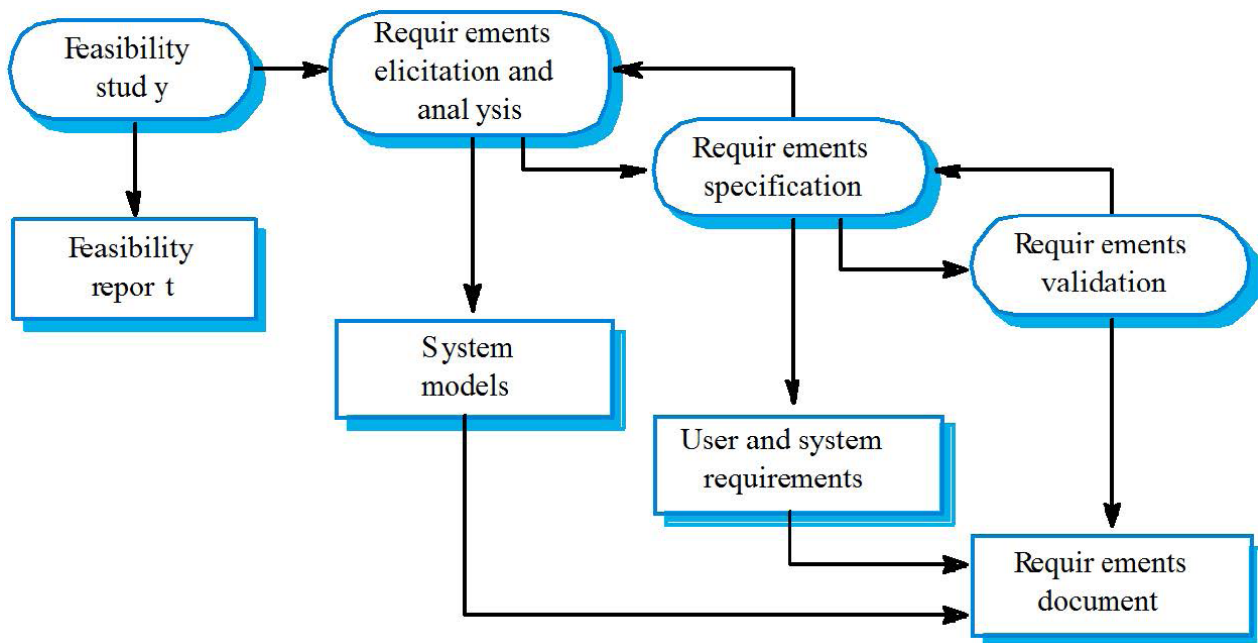 Feasibility
stud y
Requir ements
elicitation and
anal ysis
Requir ements
specification
Requir ements
validation
Feasibility
repor t
System
models
User and system
requirements
Requir ements
document